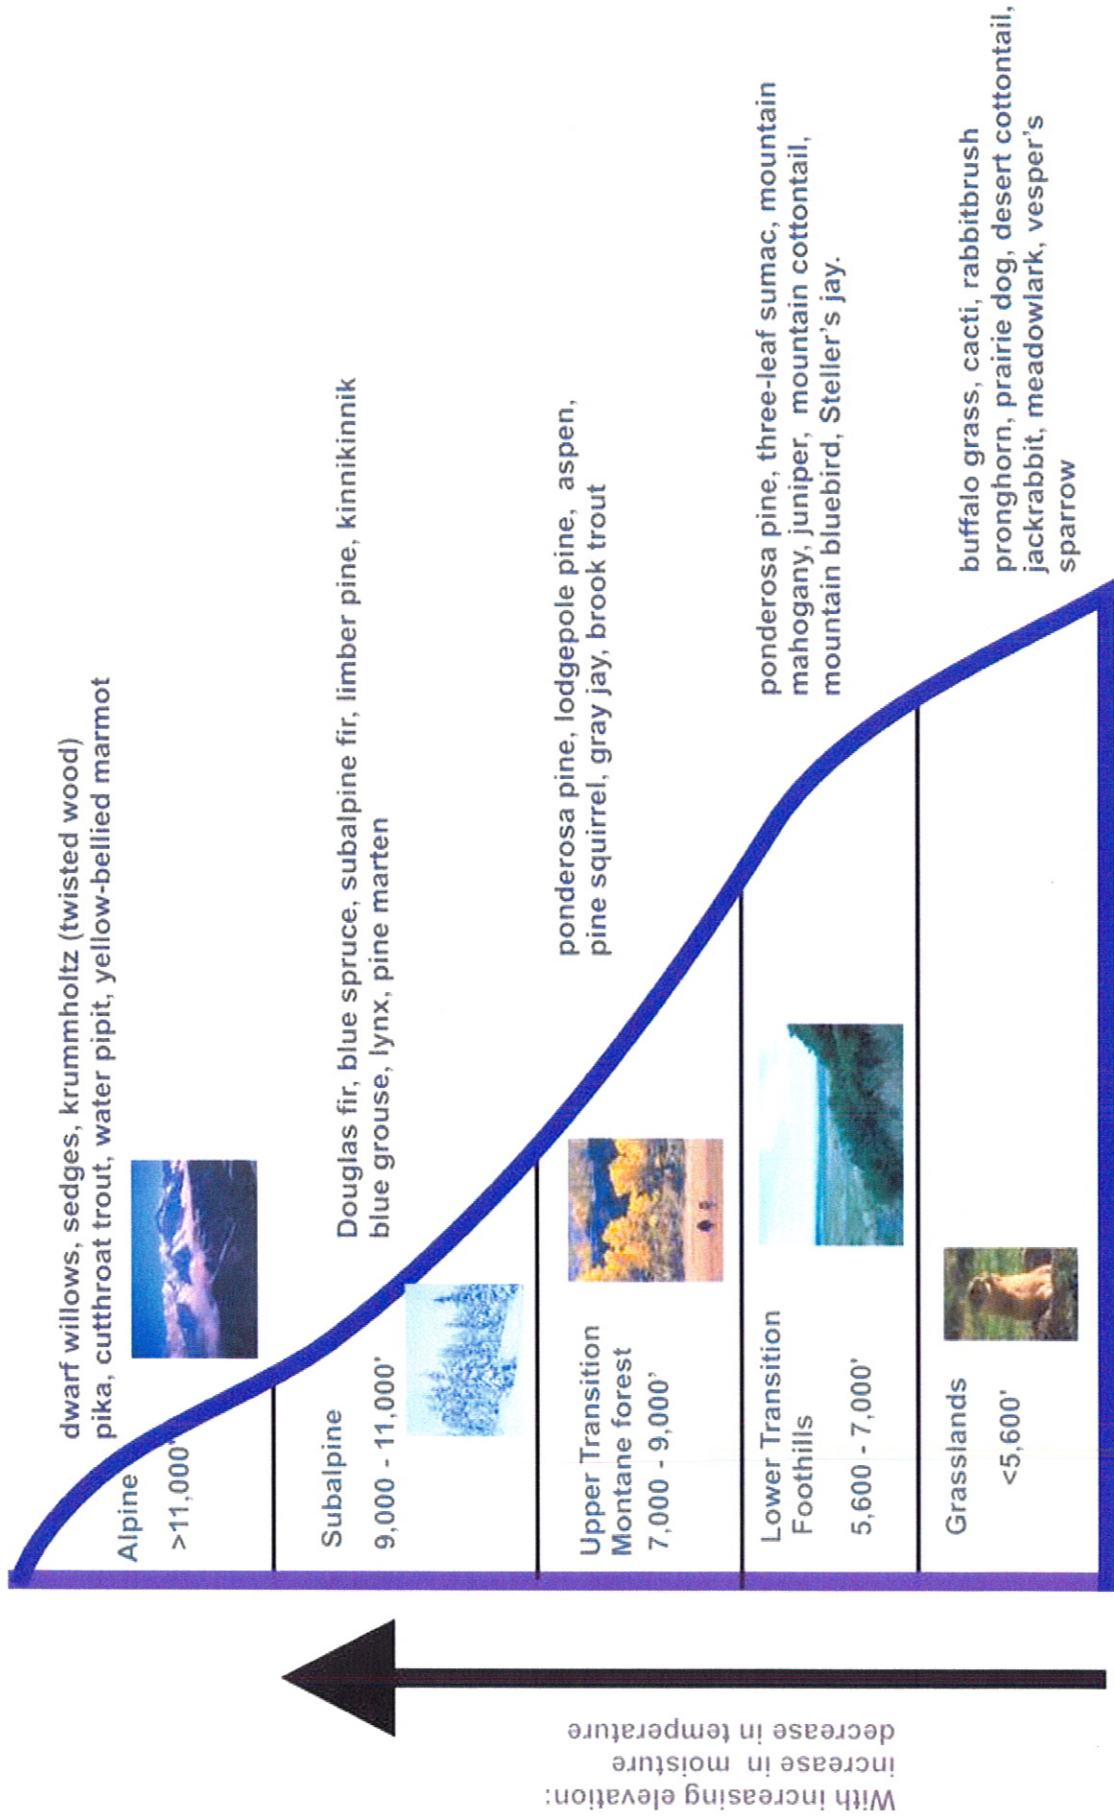 dwarf willows, sedges, krummholtz (twisted wood)
pika, cutthroat trout, water pipit, yellow-bellied marmot
Alpine
>11,000'
Douglas fir, blue spruce, subalpine fir, limber pine, kinnikinnik
blue grouse, lynx, pine marten
Subalpine
9,000 - 11,000'
ponderosa pine, lodgepole pine, aspen,
pine squirrel, gray jay, brook trout
Upper Transition
Montane forest
7,000 - 9,000'
ponderosa pine, three-leaf sumac, mountain
mahogany, juniper, mountain cottontail,
mountain bluebird, Steller's jay.
Lower Transition
Foothills
5,600 - 7,000'
buffalo grass, cacti, rabbitbrush
pronghorn, prairie dog, desert cottontail,
jackrabbit, meadowlark, vesper's
sparrow
Grasslands
<5,600'
With increasing elevation:
increase in moisture
decrease in temperature